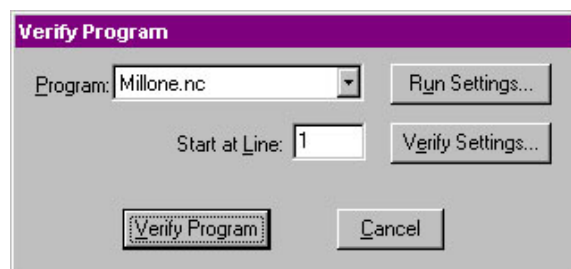 Verify Program
Program: Millone.nc Run Settings...
Start at Line: 1 Verify Settings...
Verify Program Cancel